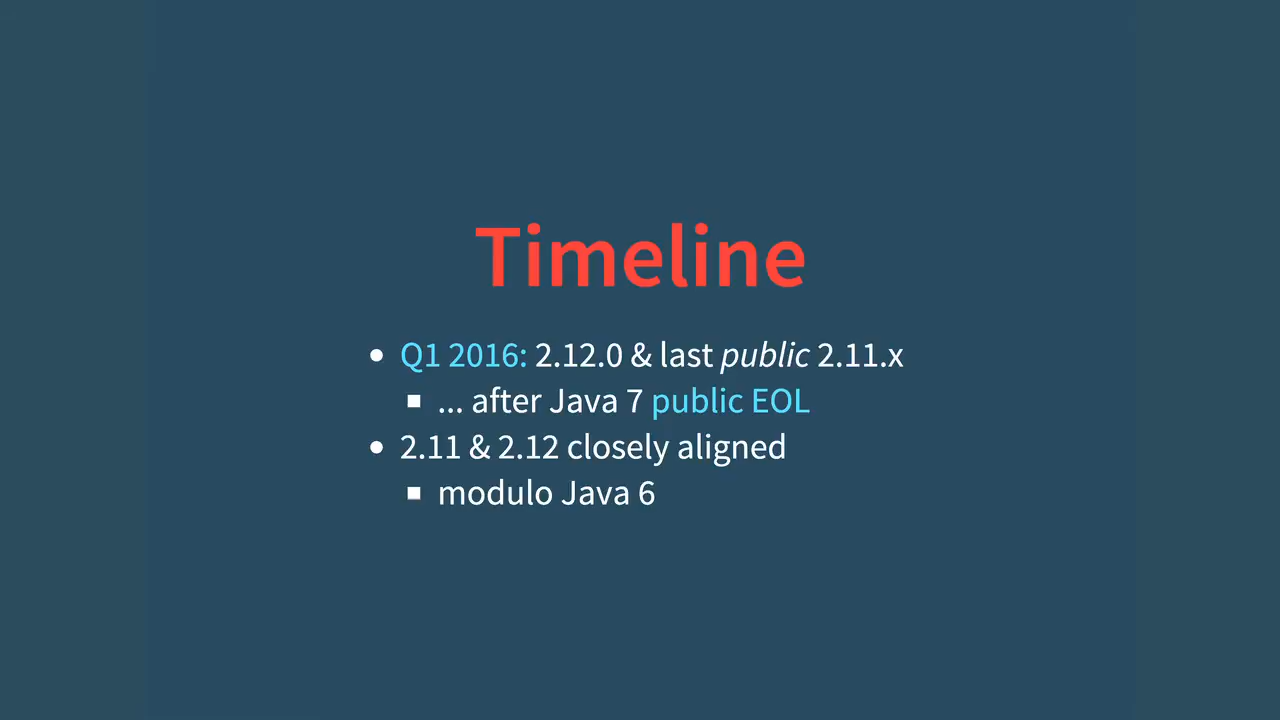 Timeline
Q1 2016: 2.12.0 & last public 2.11.x
... after Java 7 public EOL
2.11 & 2.12 closely aligned
modulo Java 6